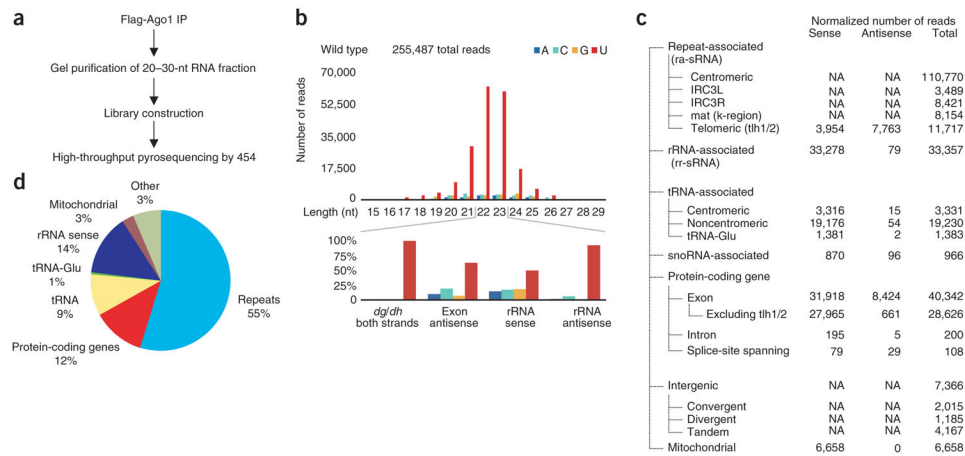 a
Flag-Ago1 IP
Gel purification of 20–30-nt RNA fraction
Library construction
High-throughput pyrosequencing by 454
b
Wild type 255,487 total reads
A C G U
Number of reads
70,000
52,500
35,000
17,500
0
Length (nt) 15 16 17 18 19 20 21 22 23 24 25 26 27 28 29
100%
75%
50%
25%
0
dg/dh both strands
Exon antisense
rRNA sense
rRNA antisense
c
Normalized number of reads
Sense Antisense Total
Repeat-associated
(ra-sRNA)
Centromeric NA NA 110,770
IRC3L NA NA 3,489
IRC3R NA NA 8,421
mat (k-region) NA NA 8,154
Telomeric (tlh1/2) 3,954 7,763 11,717
rRNA-associated 33,278 79 33,357
(rr-sRNA)
tRNA-associated
Centromeric 3,316 15 3,331
Noncentromeric 19,176 54 19,230
tRNA-Glu 1,381 2 1,383
snoRNA-associated 870 96 966
Protein-coding gene
Exon 31,918 8,424 40,342
Excluding tlh1/2 27,965 661 28,626
Intron 195 5 200
Splice-site spanning 79 29 108
Intergenic NA NA 7,366
Convergent NA NA 2,015
Divergent NA NA 1,185
Tandem NA NA 4,167
Mitochondrial 6,658 0 6,658
d
Other
3%
Mitochondrial
3%
rRNA sense
14%
tRNA-Glu
1%
tRNA
9%
Protein-coding genes
12%
Repeats
55%